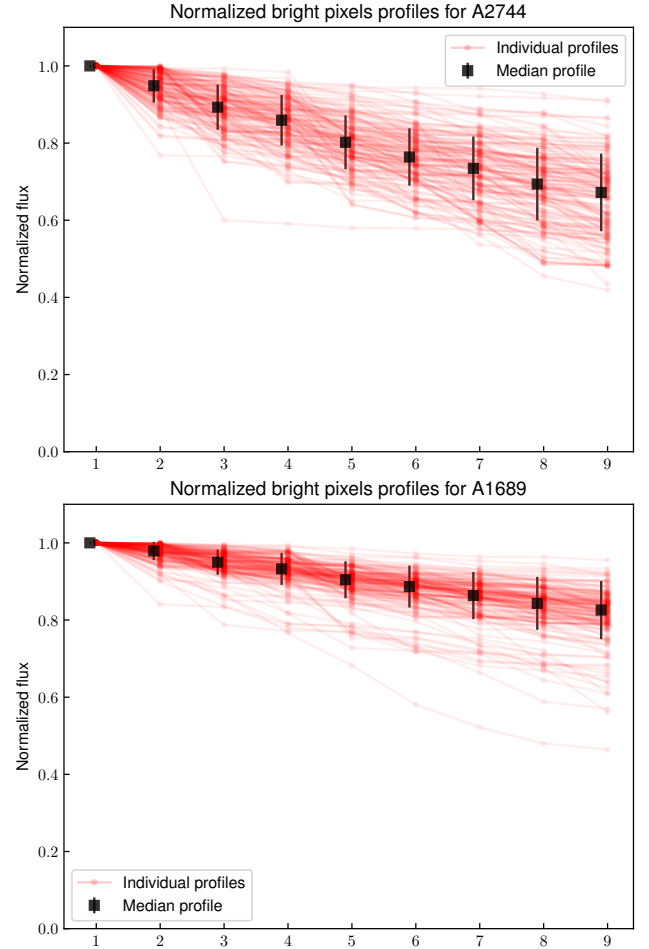 Normalized bright pixels profiles for A2744
Individual profiles
Median profile
1.0
0.8
0.6
0.4
0.2
0.0
Normalized flux
1 2 3 4 5 6 7 8 9
Normalized bright pixels profiles for A1689
1.0
0.8
0.6
0.4
0.2
0.0
Normalized flux
Individual profiles
Median profile
1 2 3 4 5 6 7 8 9